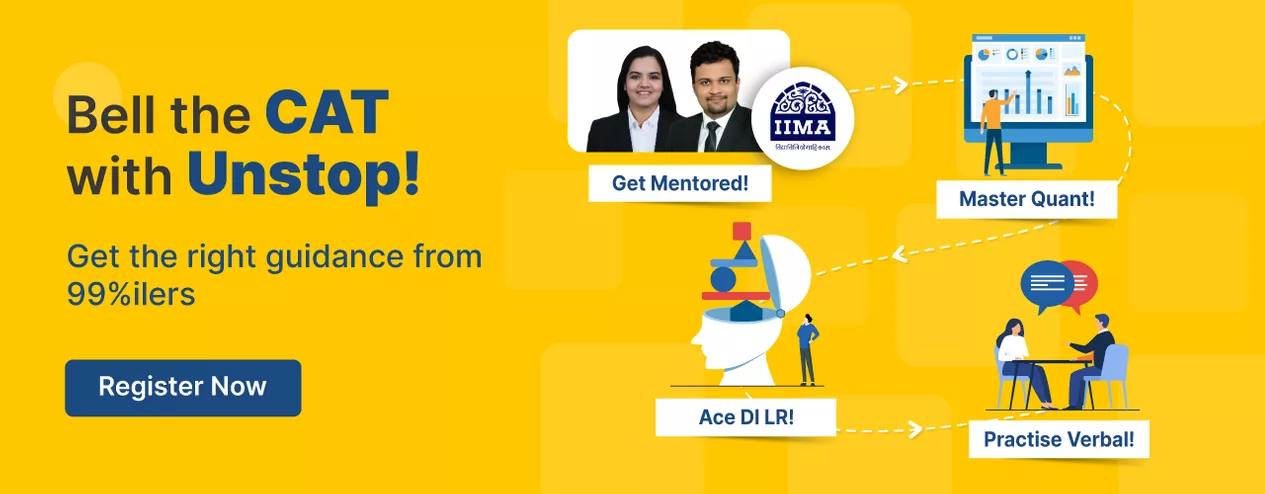 Bell the CAT
with Unstop!
Get the right guidance from
99%ilers
Register Now
IIMA
Get Mentored!
Master Quant!
Ace DI LR!
Practise Verbal!